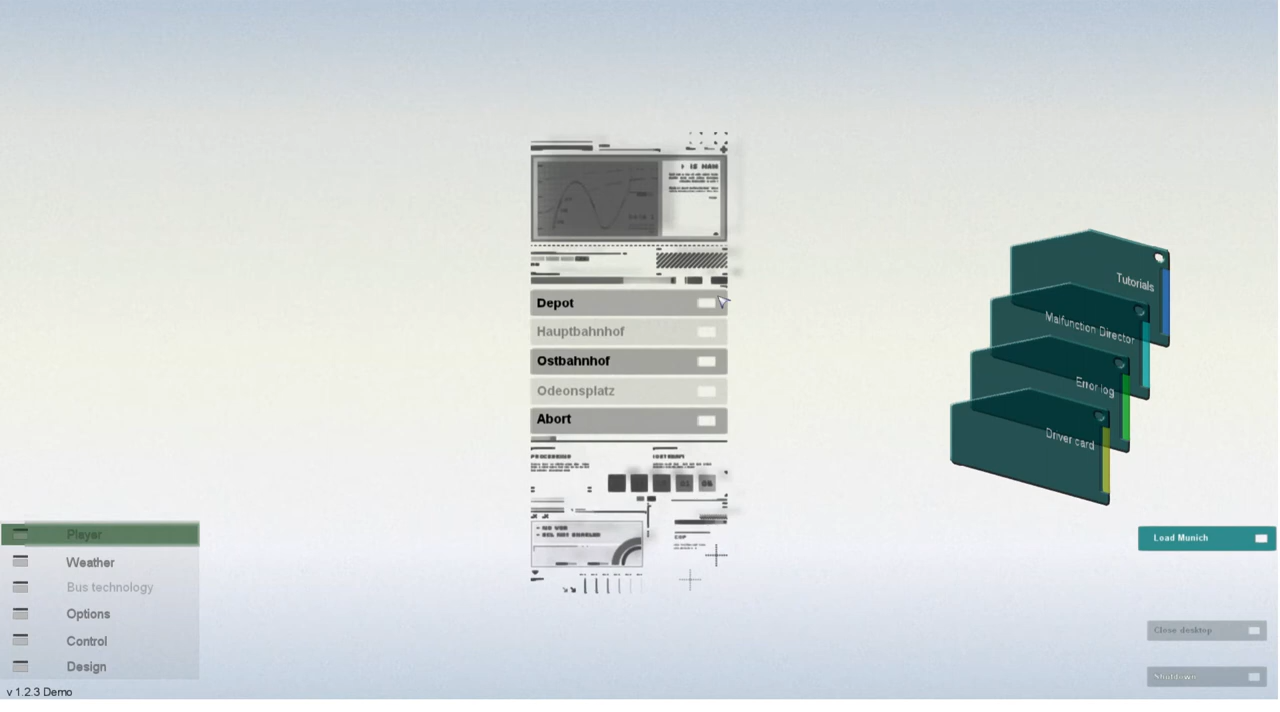 Depot
Hauptbahnhof
Ostbahnhof
Odeonsplatz
Abort
Tutorials
Malfunction Director
Error log
Driver card
Load Munich
Close desktop
Shutdown
Player
Weather
Bus technology
Options
Control
Design
v 1.2.3 Demo